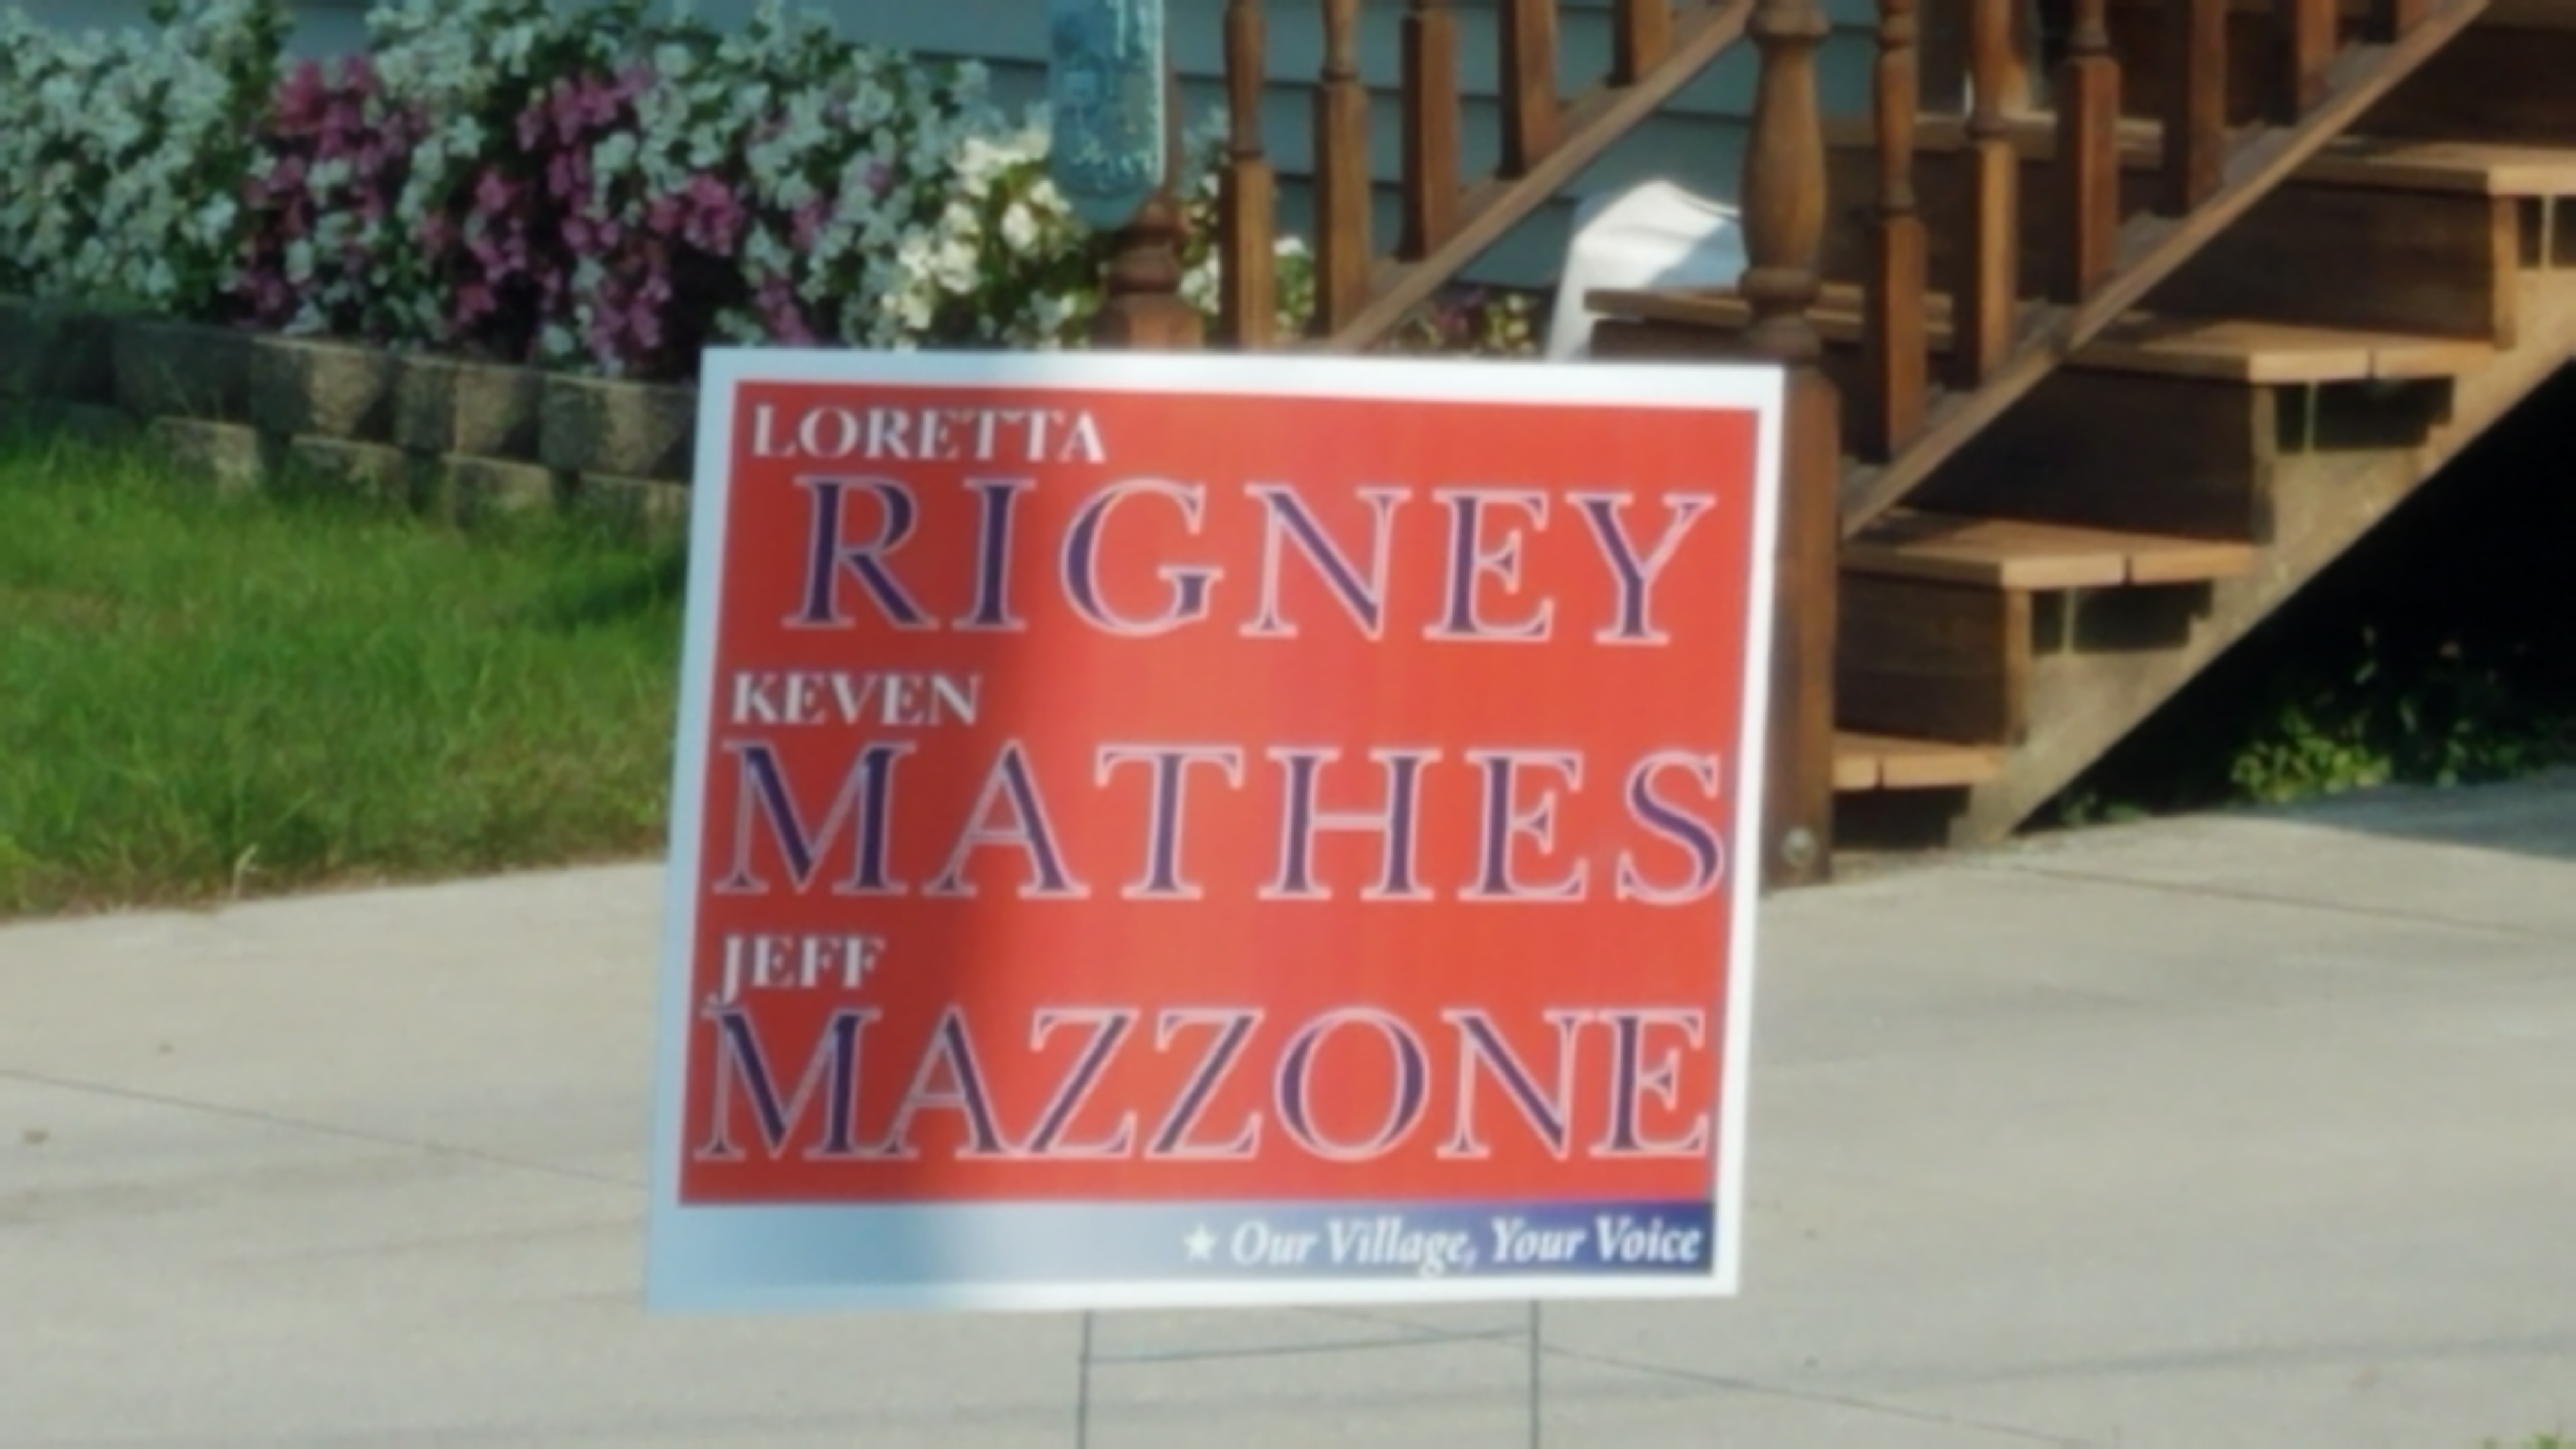 LORETTA
RIGNEY
KEVEN
MATHES
JEFF
MAZZONE
★ Our Village, Your Voice